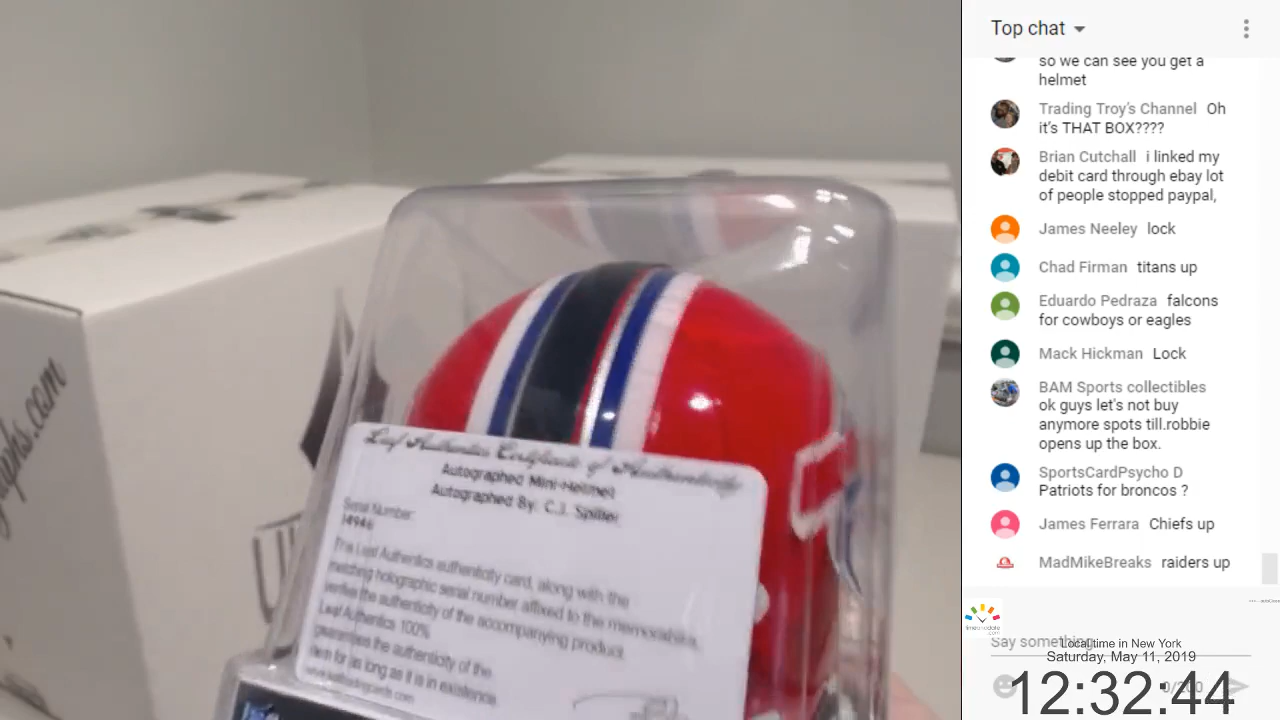 graphs.com
Leaf Authentics Certificate of Authenticity
Autographed Mini-Helmet
Autographed By: C.J. Spiller
Serial Number:
14946
This Leaf Authentics authenticity card, along with the
matching holographic serial number affixed to the memorabilia,
verifies the authenticity of the accompanying product.
Leaf Authentics 100%
guarantees the authenticity of the
item for as long as it is in existence.
Top chat
so we can see you get a
helmet
Trading Troy's Channel Oh
it's THAT BOX????
Brian Cutchall i linked my
debit card through ebay lot
of people stopped paypal,
James Neeley lock
Chad Firman titans up
Eduardo Pedraza falcons
for cowboys or eagles
Mack Hickman Lock
BAM Sports collectibles
ok guys let's not buy
anymore spots till.robbie
opens up the box.
SportsCardPsycho D
Patriots for broncos ?
James Ferrara Chiefs up
MadMikeBreaks raiders up
Say something...
Local time in New York
Saturday, May 11, 2019
0/200
12:32:44